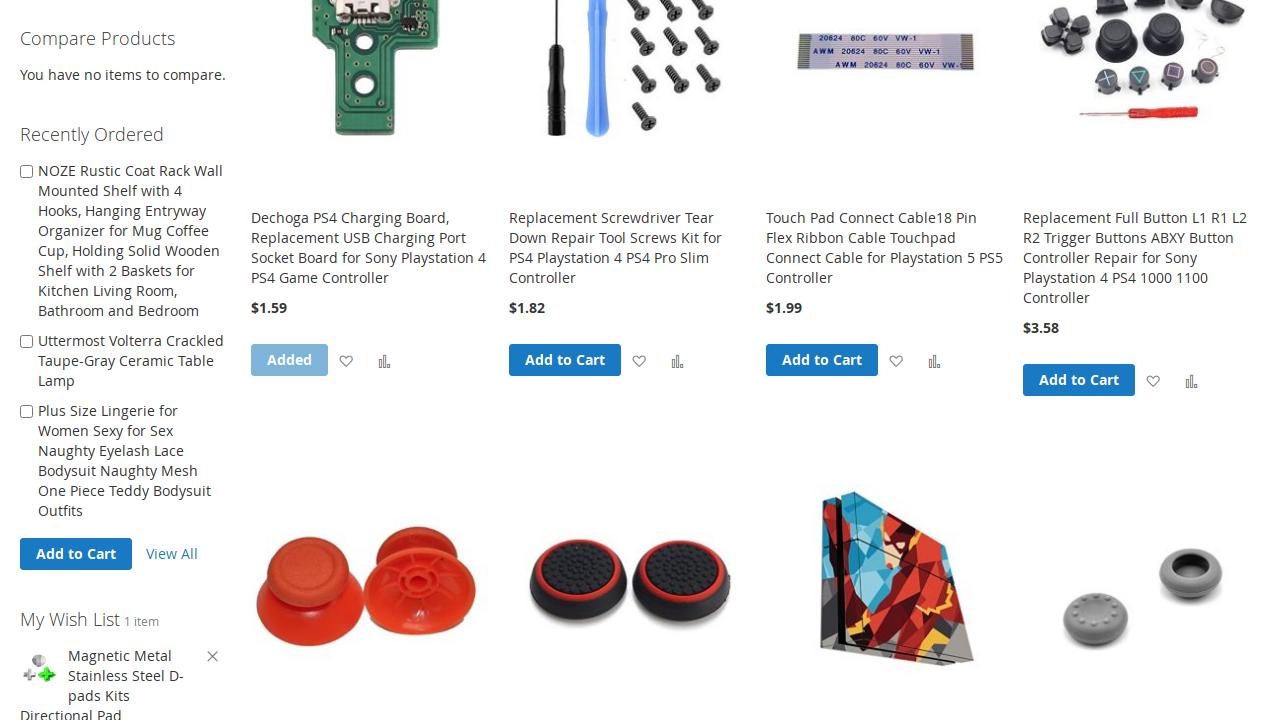 Compare Products
You have no items to compare.
Recently Ordered
NOZE Rustic Coat Rack Wall
Mounted Shelf with 4
Hooks, Hanging Entryway
Organizer for Mug Coffee
Cup, Holding Solid Wooden
Shelf with 2 Baskets for
Kitchen Living Room,
Bathroom and Bedroom
Uttermost Volterra Crackled
Taupe-Gray Ceramic Table
Lamp
Plus Size Lingerie for
Women Sexy for Sex
Naughty Eyelash Lace
Bodysuit Naughty Mesh
One Piece Teddy Bodysuit
Outfits
Add to Cart View All
My Wish List 1 item
Magnetic Metal
Stainless Steel D-
pads Kits
Directional Pad
Dechoga PS4 Charging Board,
Replacement USB Charging Port
Socket Board for Sony Playstation 4
PS4 Game Controller
$1.59
Added
Replacement Screwdriver Tear
Down Repair Tool Screws Kit for
PS4 Playstation 4 PS4 Pro Slim
Controller
$1.82
Add to Cart
20624 80C 60V VW-1
AWM 20624 80C 60V VW-1
AWM 20624 80C 60V VW-
Touch Pad Connect Cable18 Pin
Flex Ribbon Cable Touchpad
Connect Cable for Playstation 5 PS5
Controller
$1.99
Add to Cart
Replacement Full Button L1 R1 L2
R2 Trigger Buttons ABXY Button
Controller Repair for Sony
Playstation 4 PS4 1000 1100
Controller
$3.58
Add to Cart